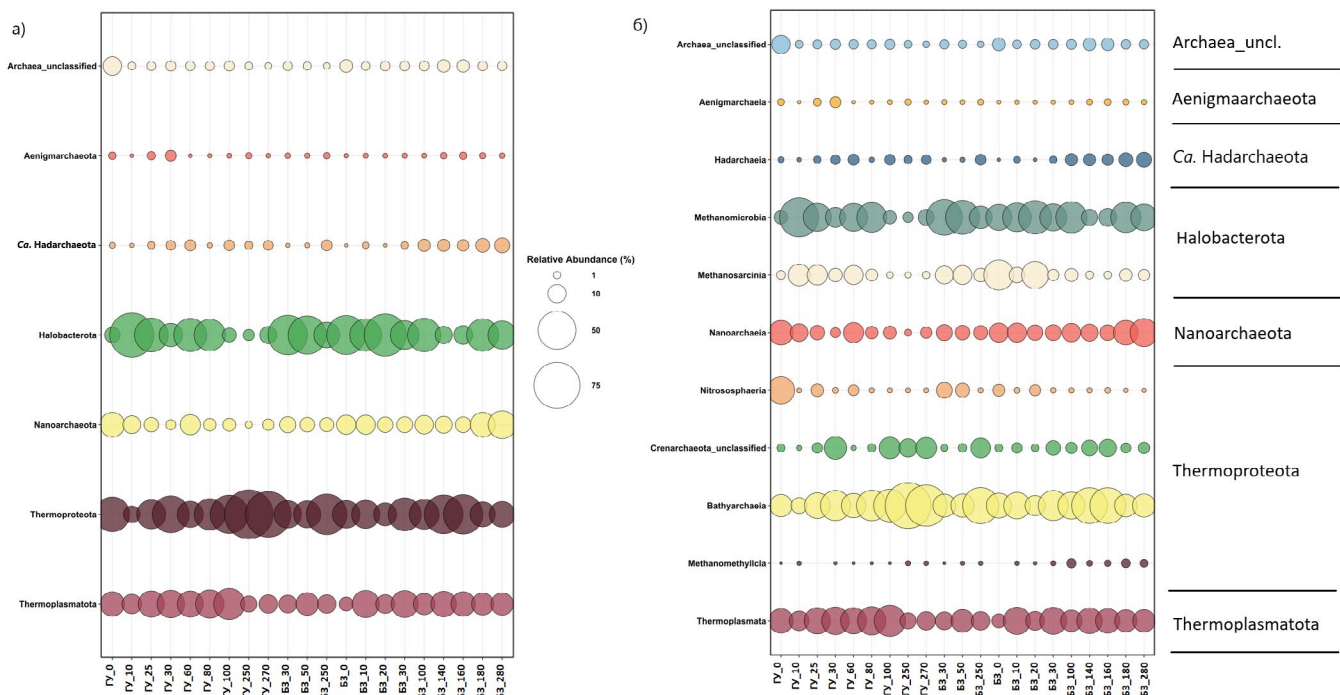 а)
Archaea_unclassified
Aenigmarchaeota
Ca. Hadarchaeota
Halobacterota
Nanoarchaeota
Thermoproteota
Thermoplasmatota
ГУ_0
ГУ_10
ГУ_25
ГУ_30
ГУ_60
ГУ_80
ГУ_100
ГУ_250
ГУ_270
БЗ_30
БЗ_50
БЗ_250
БЗ_0
БЗ_10
БЗ_20
БЗ_30
БЗ_100
БЗ_140
БЗ_160
БЗ_180
БЗ_280
Relative Abundance (%)
1
10
50
75
б)
Archaea_unclassified
Aenigmarchaeia
Hadarchaeia
Methanomicrobia
Methanosarcinia
Nanoarchaeia
Nitrososphaeria
Crenarchaeota_unclassified
Bathyarchaeia
Methanomethyllcia
Thermoplasmata
ГУ_0
ГУ_10
ГУ_25
ГУ_30
ГУ_60
ГУ_80
ГУ_100
ГУ_250
ГУ_270
БЗ_30
БЗ_50
БЗ_250
БЗ_0
БЗ_10
БЗ_20
БЗ_30
БЗ_100
БЗ_140
БЗ_160
БЗ_180
БЗ_280
Archaea_uncl.
Aenigmaarchaeota
Ca. Hadarchaeota
Halobacterota
Nanoarchaeota
Thermoproteota
Thermoplasmatota